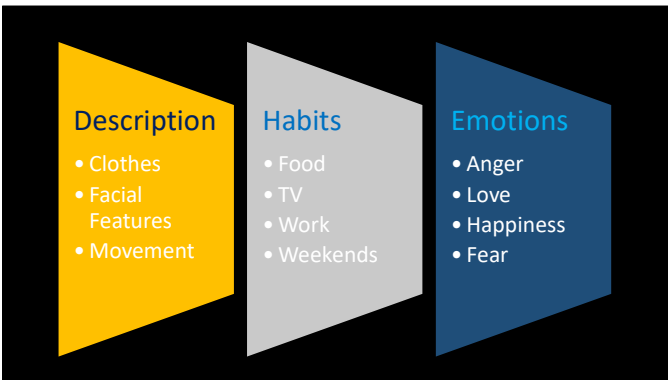 Description
• Clothes
• Facial
Features
• Movement
Habits
• Food
• TV
• Work
• Weekends
Emotions
• Anger
• Love
• Happiness
• Fear